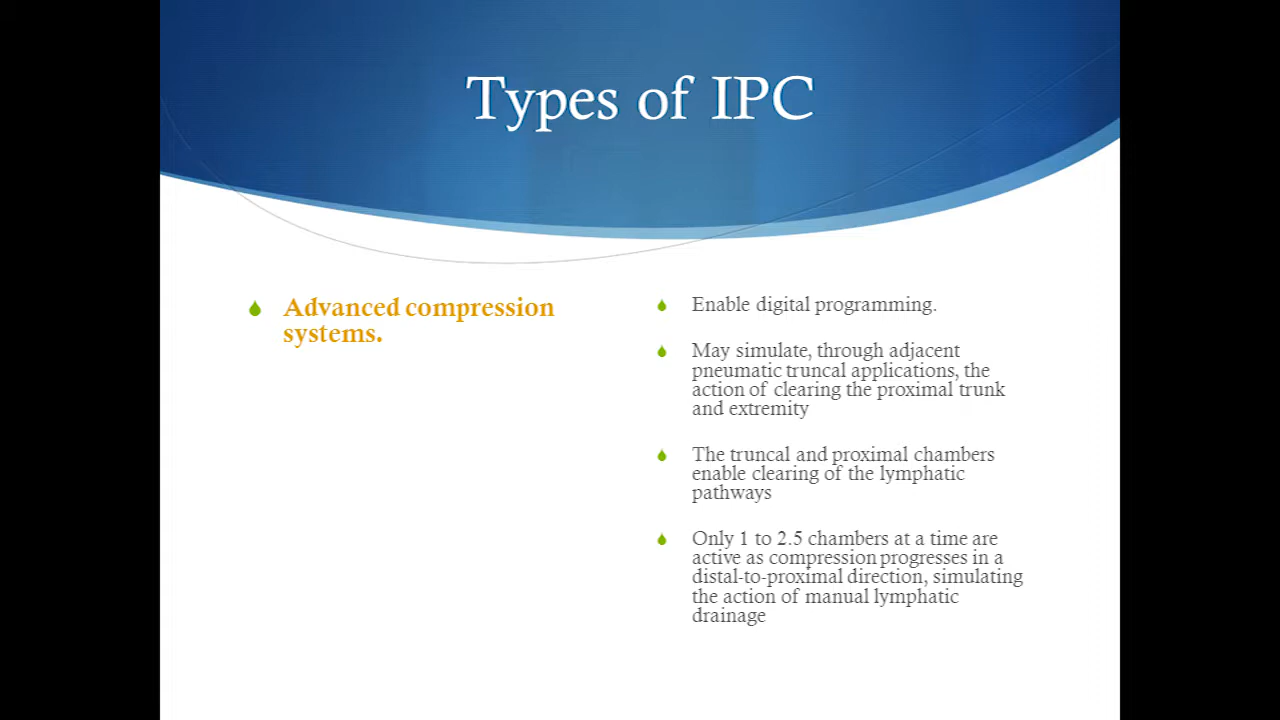 Types of IPC
Advanced compression
systems.
Enable digital programming.
May simulate, through adjacent
pneumatic truncal applications, the
action of clearing the proximal trunk
and extremity
The truncal and proximal chambers
enable clearing of the lymphatic
pathways
Only 1 to 2.5 chambers at a time are
active as compression progresses in a
distal-to-proximal direction, simulating
the action of manual lymphatic
drainage